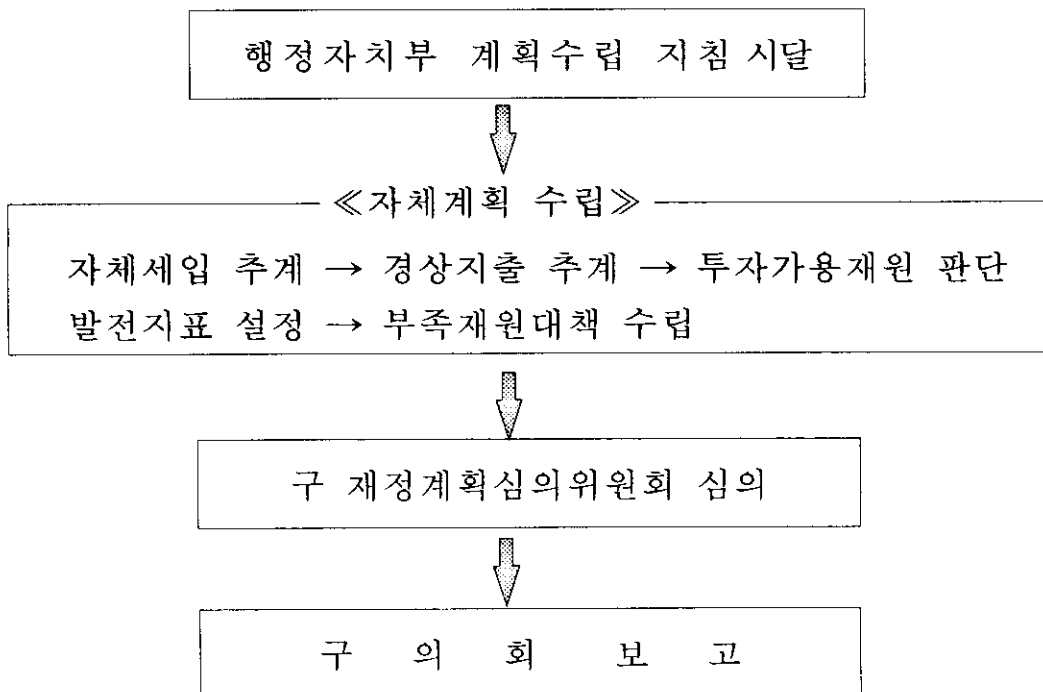 행정자치부 계획수립 지침 시달
≪자체계획 수립≫
자체세입 추계 → 경상지출 추계 → 투자가용재원 판단
발전지표 설정 → 부족재원대책 수립
구 재정계획심의위원회 심의
구 의 회 보 고